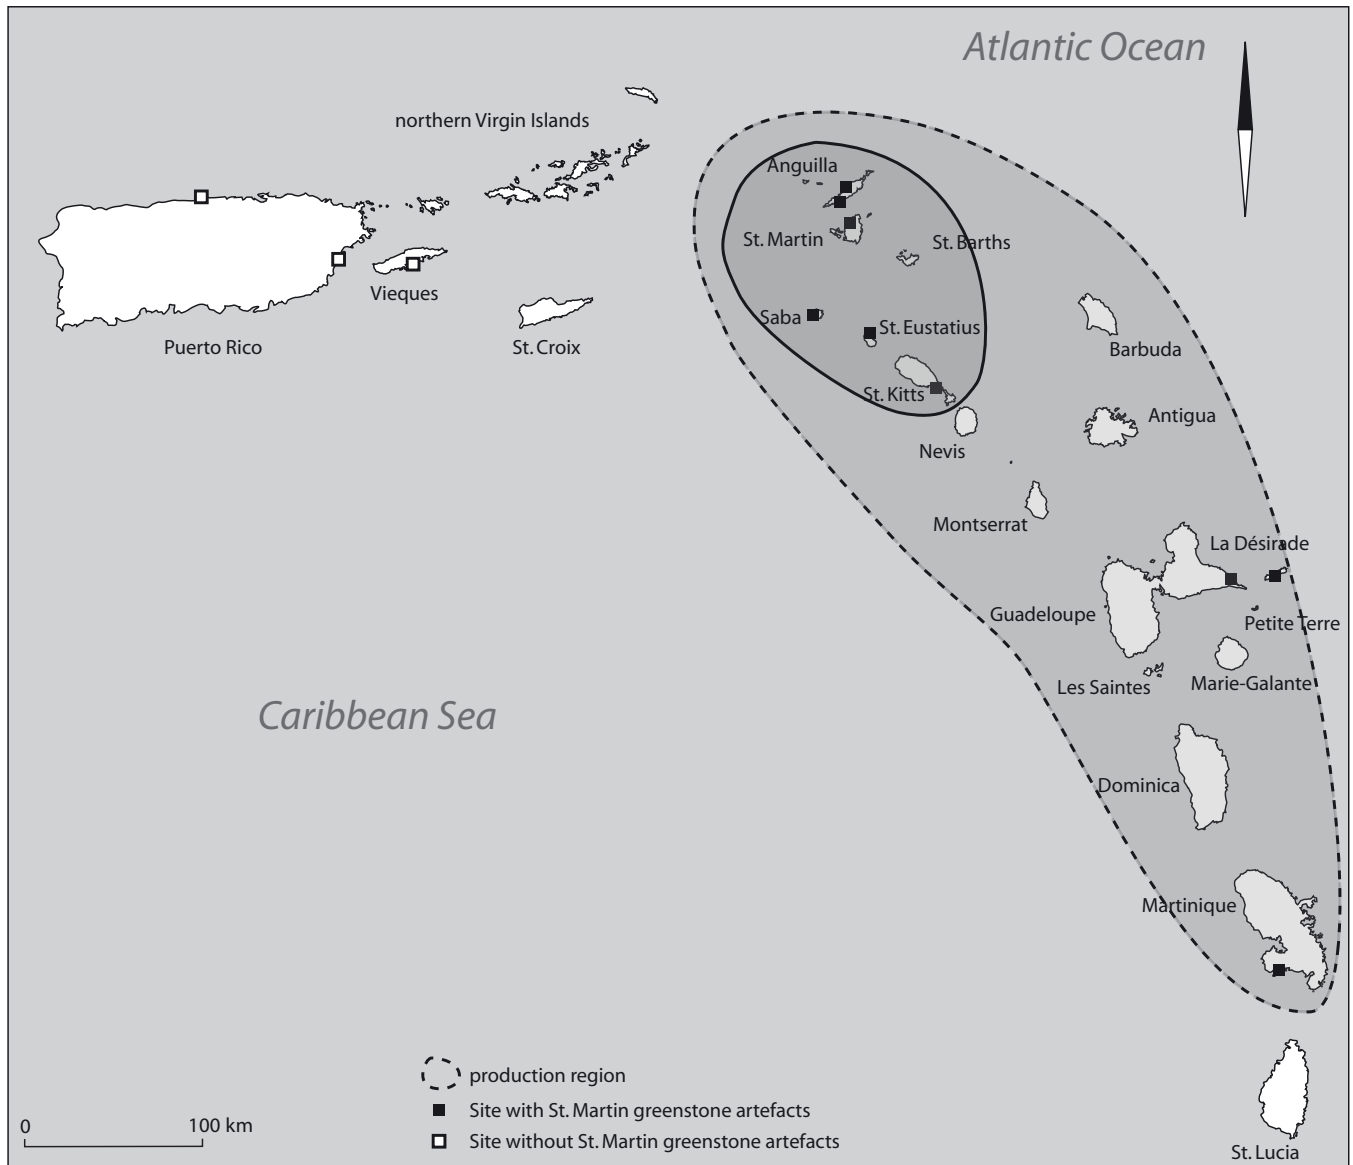 Atlantic Ocean
northern Virgin Islands
Anguilla
St. Martin
St. Barths
Vieques
Saba
St. Eustatius
Puerto Rico
St. Croix
Barbuda
St. Kitts
Antigua
Nevis
Montserrat
La Désirade
Guadeloupe
Petite Terre
Les Saintes
Marie-Galante
Caribbean Sea
Dominica
Martinique
production region
Site with St. Martin greenstone artefacts
Site without St. Martin greenstone artefacts
0 100 km
St. Lucia